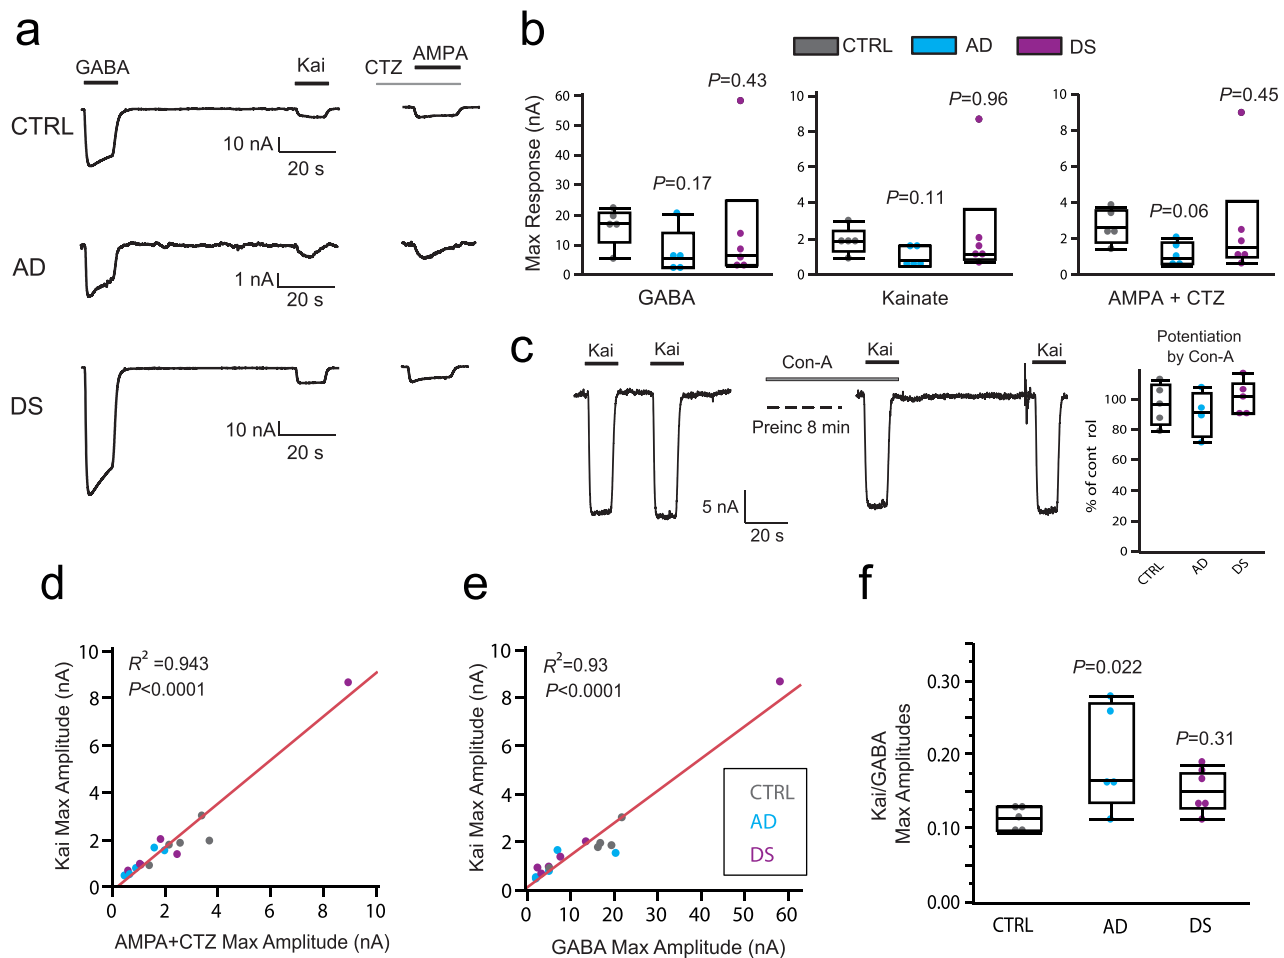 a
GABA
Kai
CTZ
AMPA
CTRL
10 nA
20 s
AD
1 nA
20 s
DS
10 nA
20 s
b
CTRL
AD
DS
Max Response (nA)
60
50
40
30
20
10
0
P=0.17
P=0.43
GABA
10
8
6
4
2
0
P=0.11
P=0.96
Kainate
10
8
6
4
2
0
P=0.06
P=0.45
AMPA + CTZ
c
Kai
Kai
Con-A
Kai
Kai
Preinc 8 min
5 nA
20 s
Potentiation
by Con-A
% of cont rol
100
80
60
40
20
0
CTRL
AD
DS
d
R² =0.943
P<0.0001
Kai Max Amplitude (nA)
10
8
6
4
2
0
0 2 4 6 8 10
AMPA+CTZ Max Amplitude (nA)
e
R²=0.93
P<0.0001
Kai Max Amplitude (nA)
10
8
6
4
2
0
CTRL
AD
DS
0 10 20 30 40 50 60
GABA Max Amplitude (nA)
f
Kai/GABA
Max Amplitudes
0.30
0.20
0.10
0.00
P=0.022
P=0.31
CTRL
AD
DS